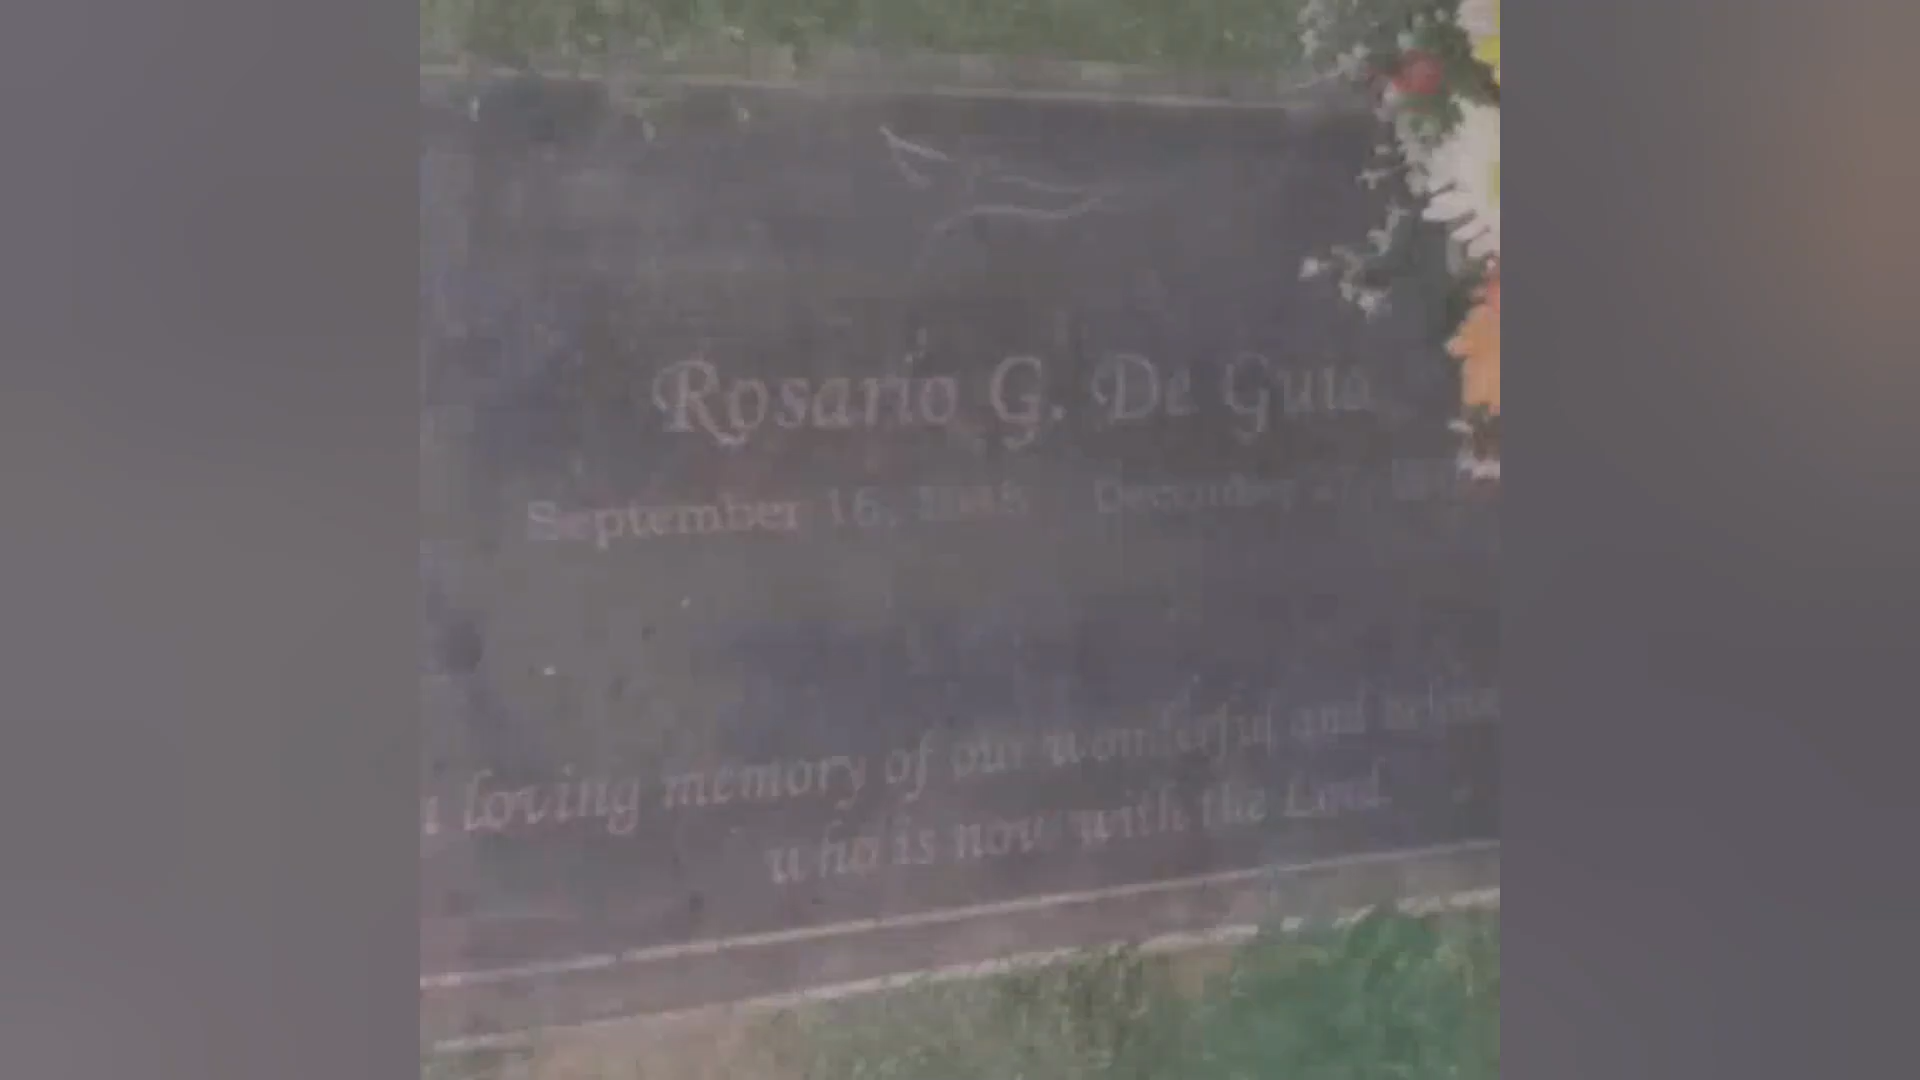 Rosario G. De Guia
September 16, December
loving memory of our wonderful and
who is now with the Lord.